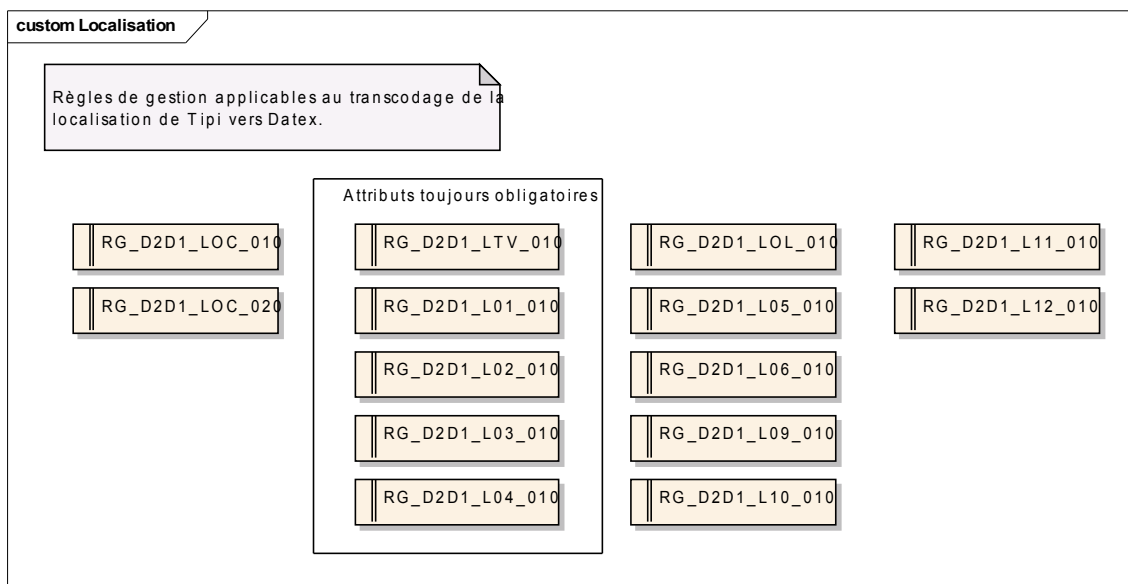 custom Localisation
Règles de gestion applicables au transcodage de la
localisation de Tipi vers Datex.
Attributs toujours obligatoires
RG_D2D1_LOC_010
RG_D2D1_LTV_010
RG_D2D1_LOL_010
RG_D2D1_L11_010
RG_D2D1_LOC_020
RG_D2D1_L01_010
RG_D2D1_L05_010
RG_D2D1_L12_010
RG_D2D1_L02_010
RG_D2D1_L06_010
RG_D2D1_L03_010
RG_D2D1_L09_010
RG_D2D1_L04_010
RG_D2D1_L10_010